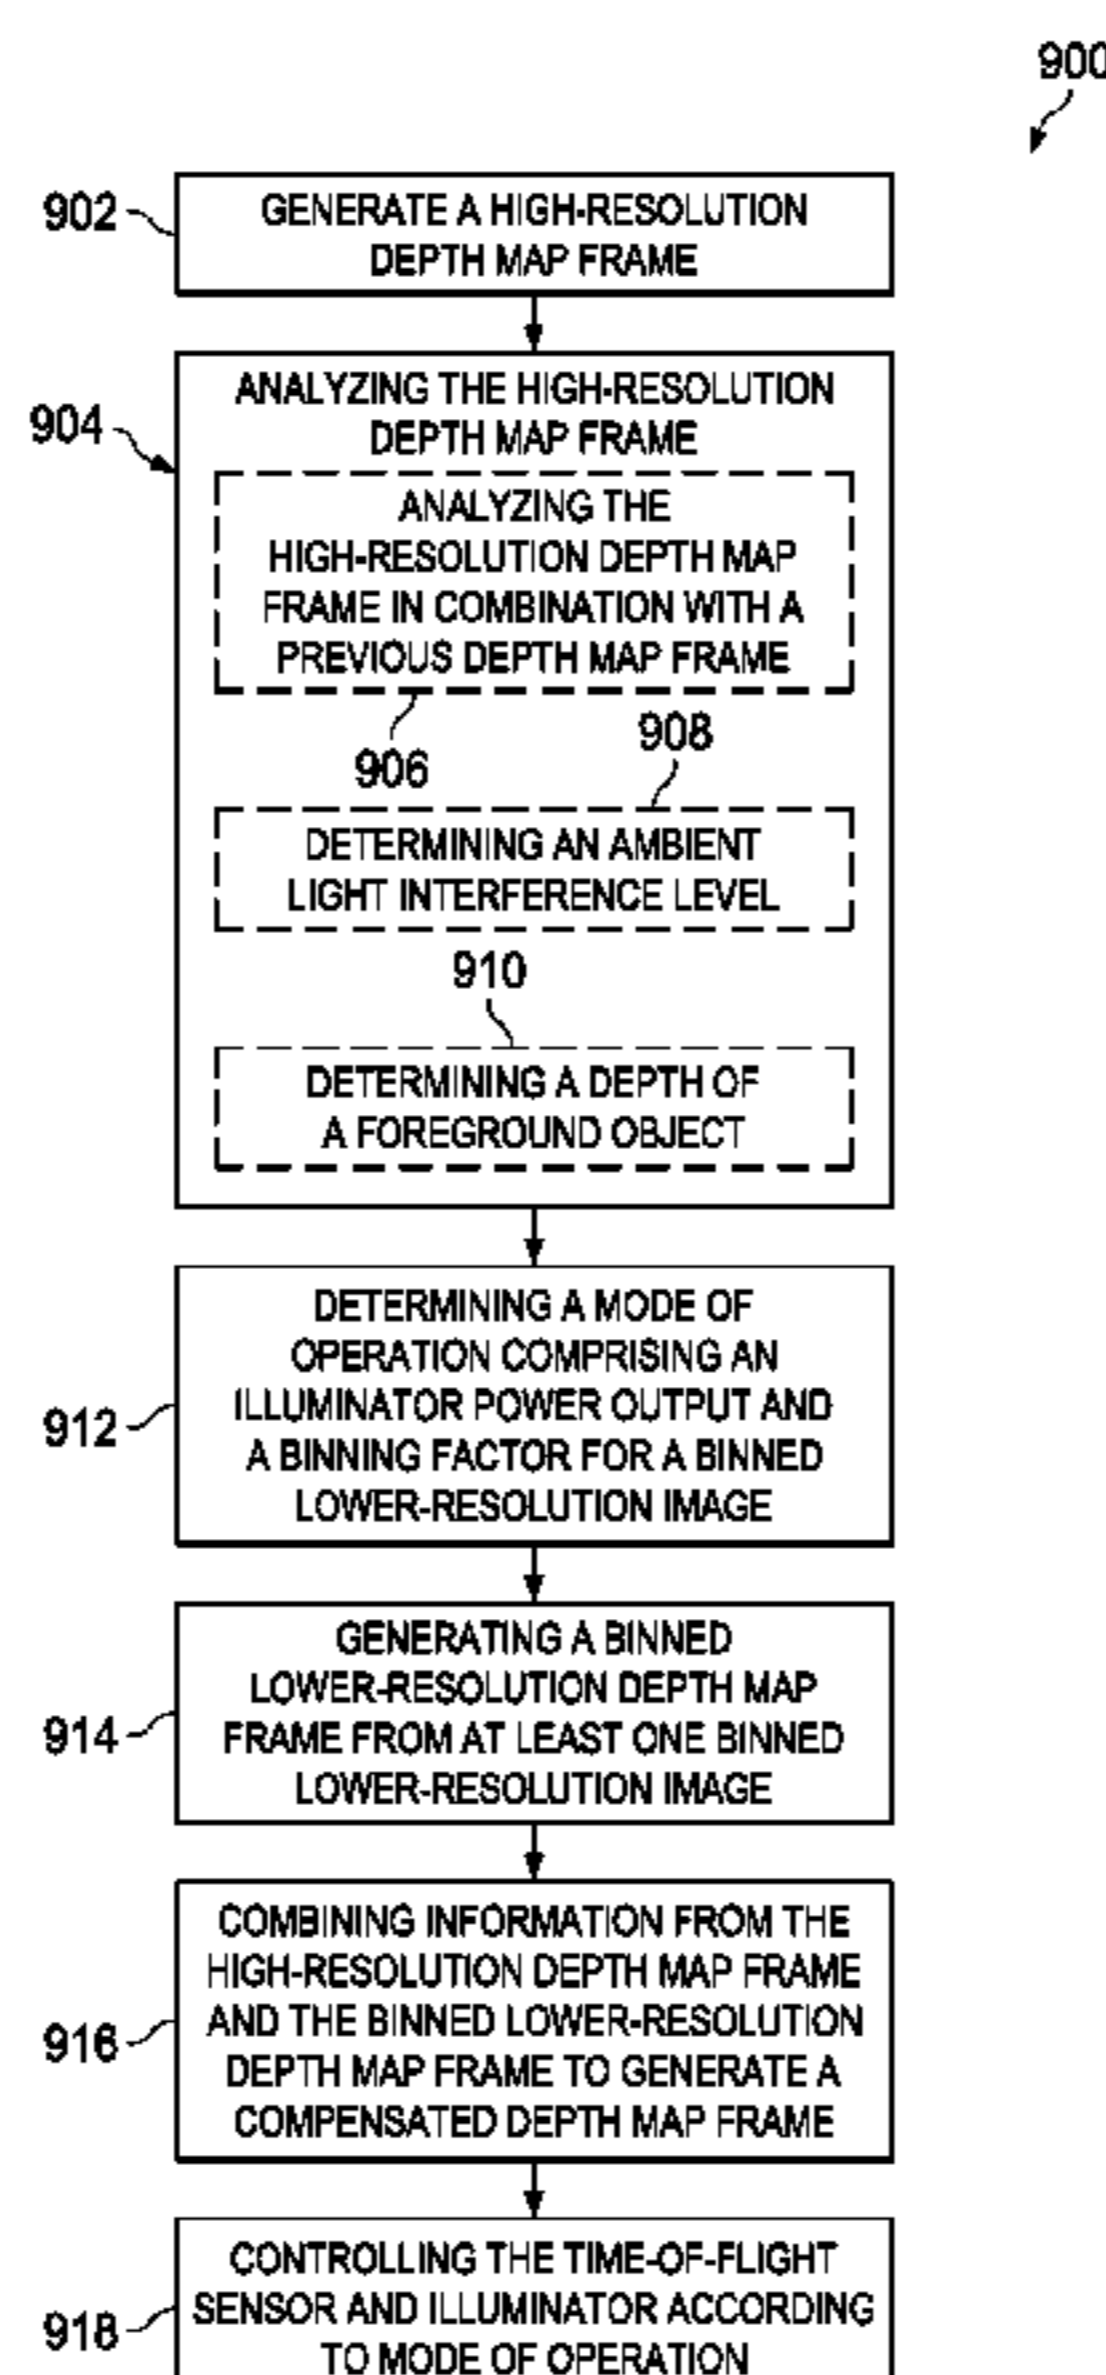 900
902
GENERATE A HIGH-RESOLUTION
DEPTH MAP FRAME
904
ANALYZING THE HIGH-RESOLUTION
DEPTH MAP FRAME
ANALYZING THE
HIGH-RESOLUTION DEPTH MAP
FRAME IN COMBINATION WITH A
PREVIOUS DEPTH MAP FRAME
906
908
DETERMINING AN AMBIENT
LIGHT INTERFERENCE LEVEL
910
DETERMINING A DEPTH OF
A FOREGROUND OBJECT
912
DETERMINING A MODE OF
OPERATION COMPRISING AN
ILLUMINATOR POWER OUTPUT AND
A BINNING FACTOR FOR A BINNED
LOWER-RESOLUTION IMAGE
914
GENERATING A BINNED
LOWER-RESOLUTION DEPTH MAP
FRAME FROM AT LEAST ONE BINNED
LOWER-RESOLUTION IMAGE
916
COMBINING INFORMATION FROM THE
HIGH-RESOLUTION DEPTH MAP FRAME
AND THE BINNED LOWER-RESOLUTION
DEPTH MAP FRAME TO GENERATE A
COMPENSATED DEPTH MAP FRAME
918
CONTROLLING THE TIME-OF-FLIGHT
SENSOR AND ILLUMINATOR ACCORDING
TO MODE OF OPERATION